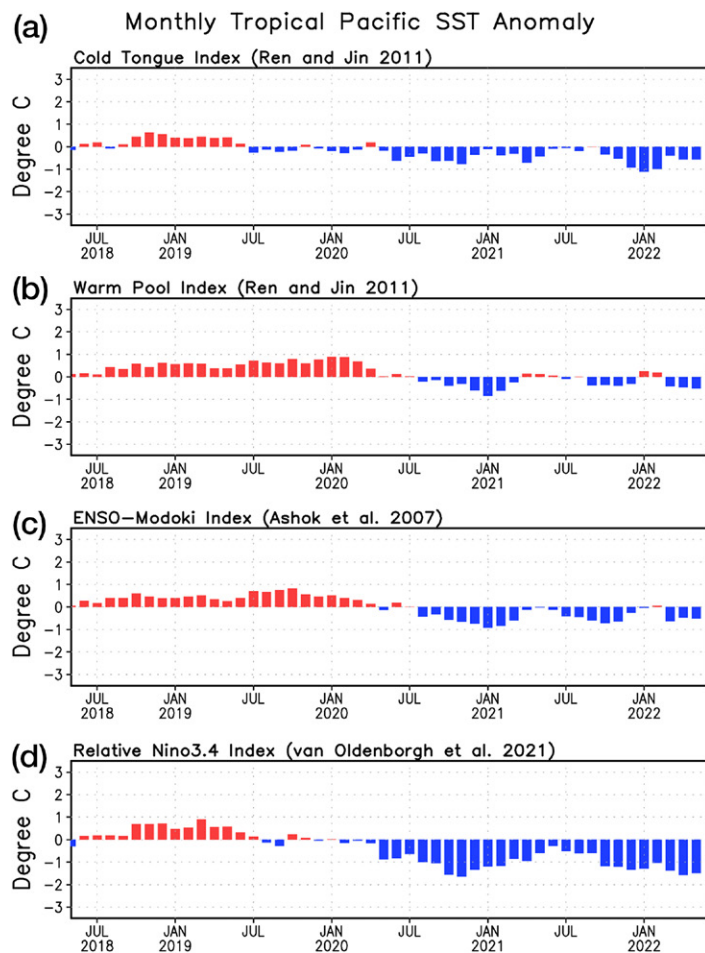 Monthly Tropical Pacific SST Anomaly
(a)
Cold Tongue Index (Ren and Jin 2011)
Degree C
3
2
1
0
-1
-2
-3
JUL JAN JUL JAN JUL JAN JUL JAN
2018 2019 2020 2021 2022
(b)
Warm Pool Index (Ren and Jin 2011)
Degree C
3
2
1
0
-1
-2
-3
JUL JAN JUL JAN JUL JAN JUL JAN
2018 2019 2020 2021 2022
(c)
ENSO-Modoki Index (Ashok et al. 2007)
Degree C
3
2
1
0
-1
-2
-3
JUL JAN JUL JAN JUL JAN JUL JAN
2018 2019 2020 2021 2022
(d)
Relative Nino3.4 Index (van Oldenborgh et al. 2021)
Degree C
3
2
1
0
-1
-2
-3
JUL JAN JUL JAN JUL JAN JUL JAN
2018 2019 2020 2021 2022